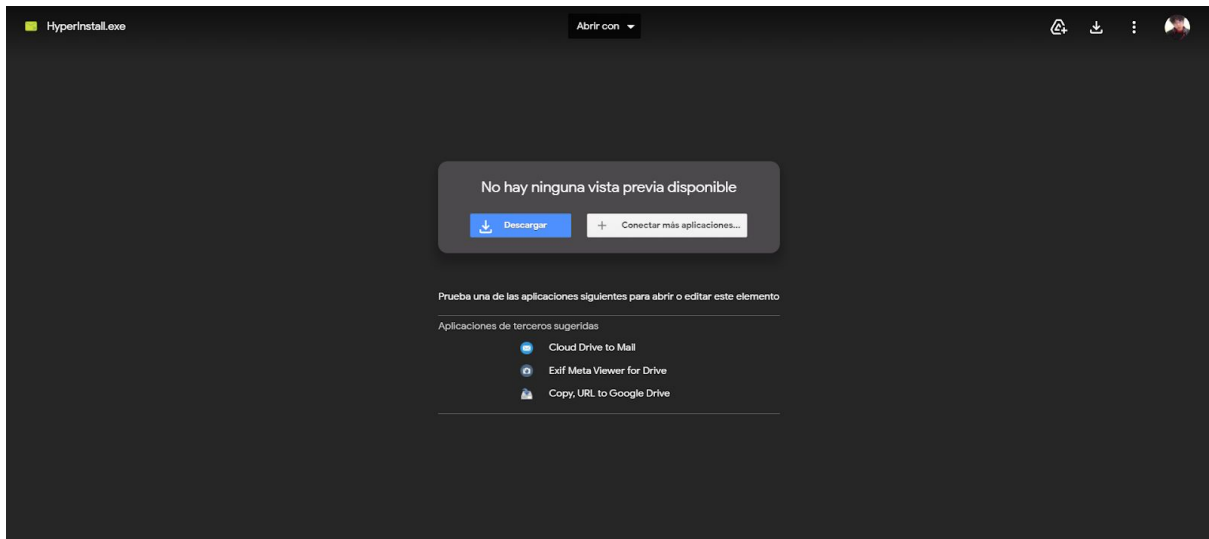 HyperInstall.exe
Abrir con
No hay ninguna vista previa disponible
Descargar
Conectar más aplicaciones...
Prueba una de las aplicaciones siguientes para abrir o editar este elemento
Aplicaciones de terceros sugeridas
Cloud Drive to Mail
Exif Meta Viewer for Drive
Copy, URL to Google Drive